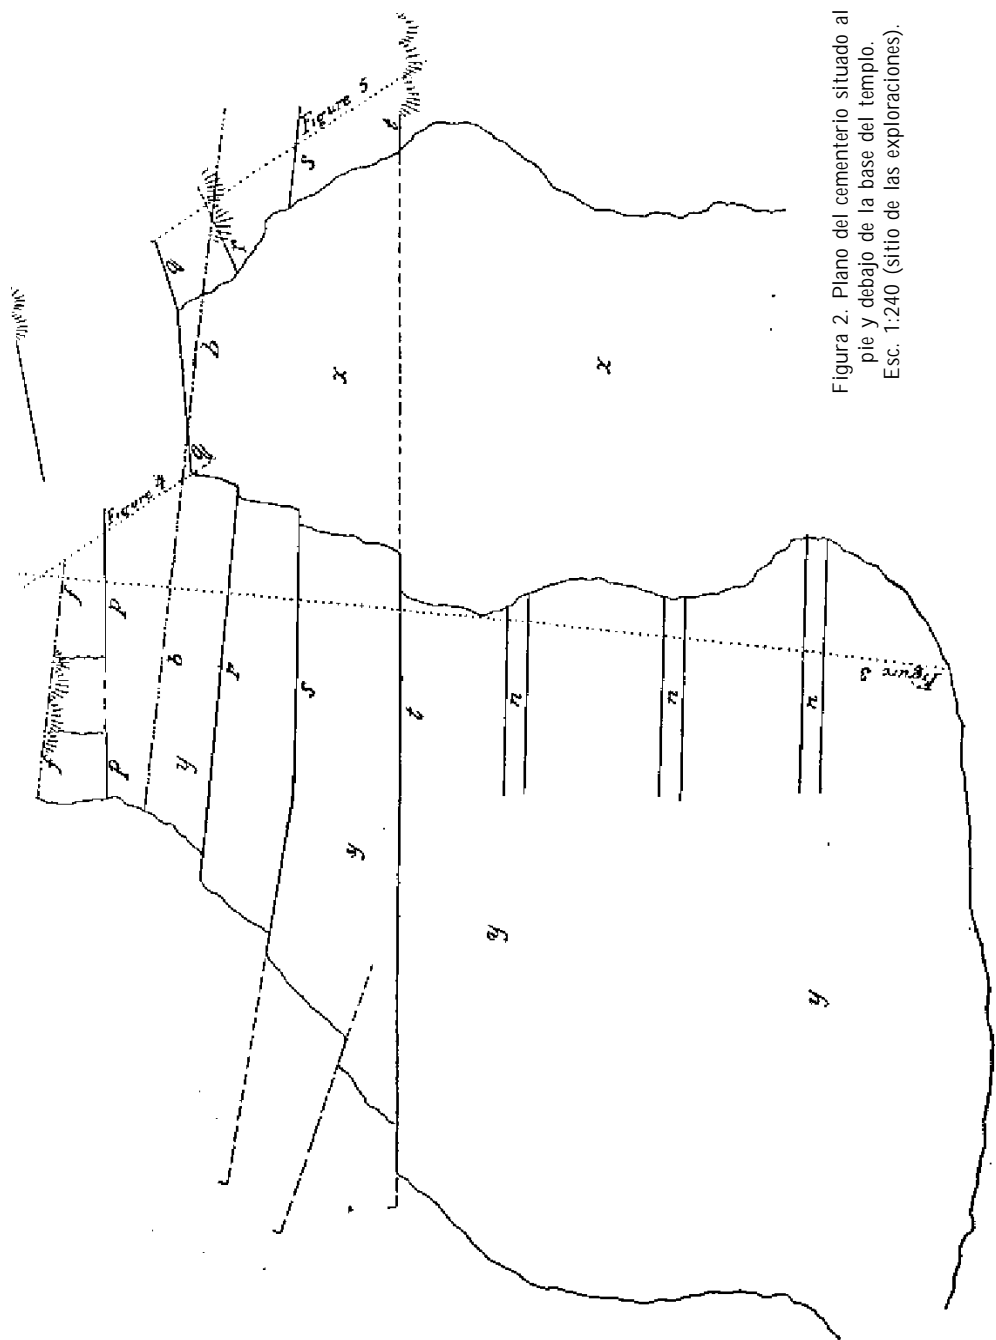 Figure 5
Figure 4
f
f
p
p
q
q
b
b
r
r
s
s
t
t
x
x
y
y
y
y
n
n
n
Figure 3
Figura 2. Plano del cementerio situado al
pie y debajo de la base del templo.
Esc. 1:240 (sitio de las exploraciones).